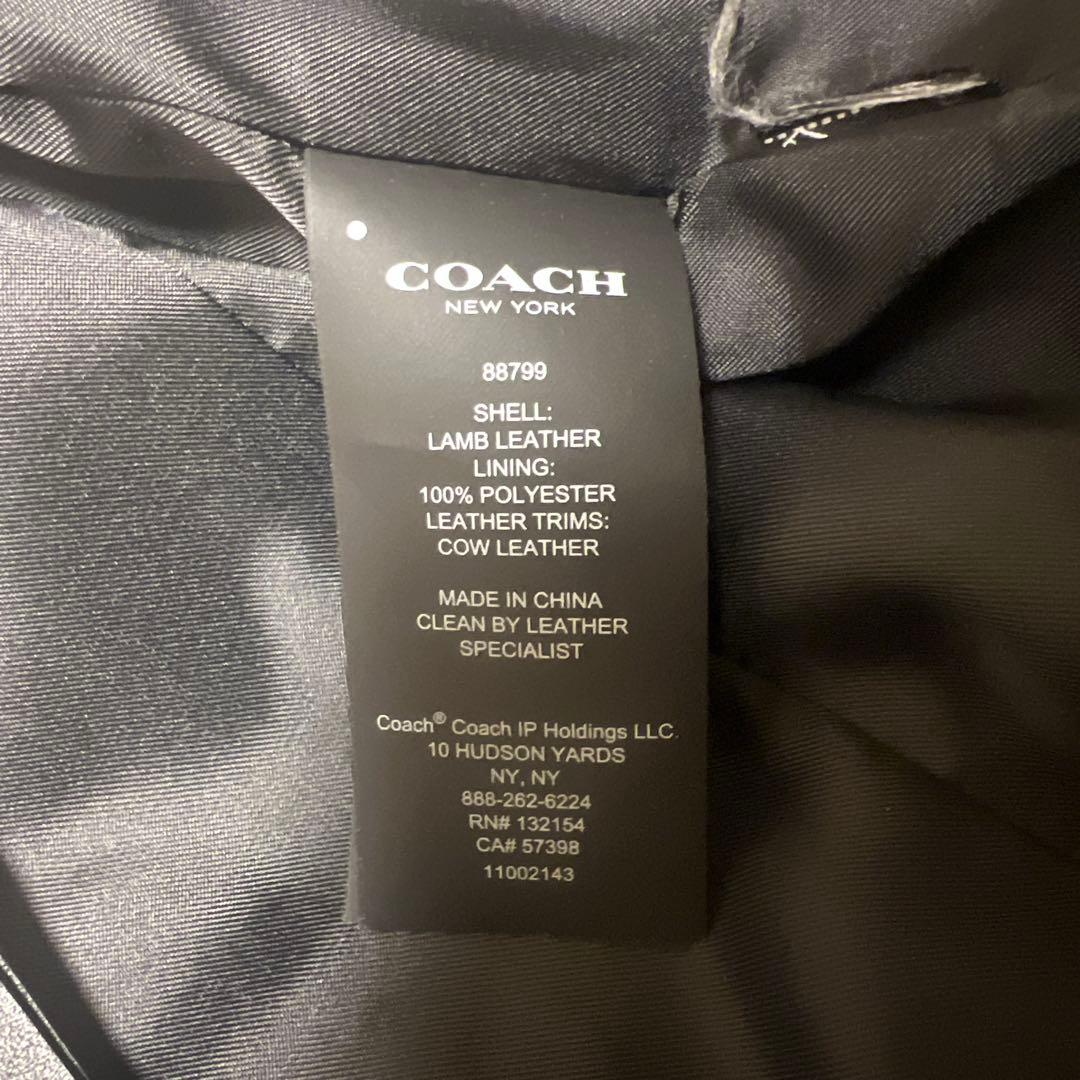 COACH
NEW YORK
88799
SHELL:
LAMB LEATHER
LINING:
100% POLYESTER
LEATHER TRIMS:
COW LEATHER
MADE IN CHINA
CLEAN BY LEATHER
SPECIALIST
Coach® Coach IP Holdings LLC.
10 HUDSON YARDS
NY, NY
888-262-6224
RN# 132154
CA# 57398
11002143